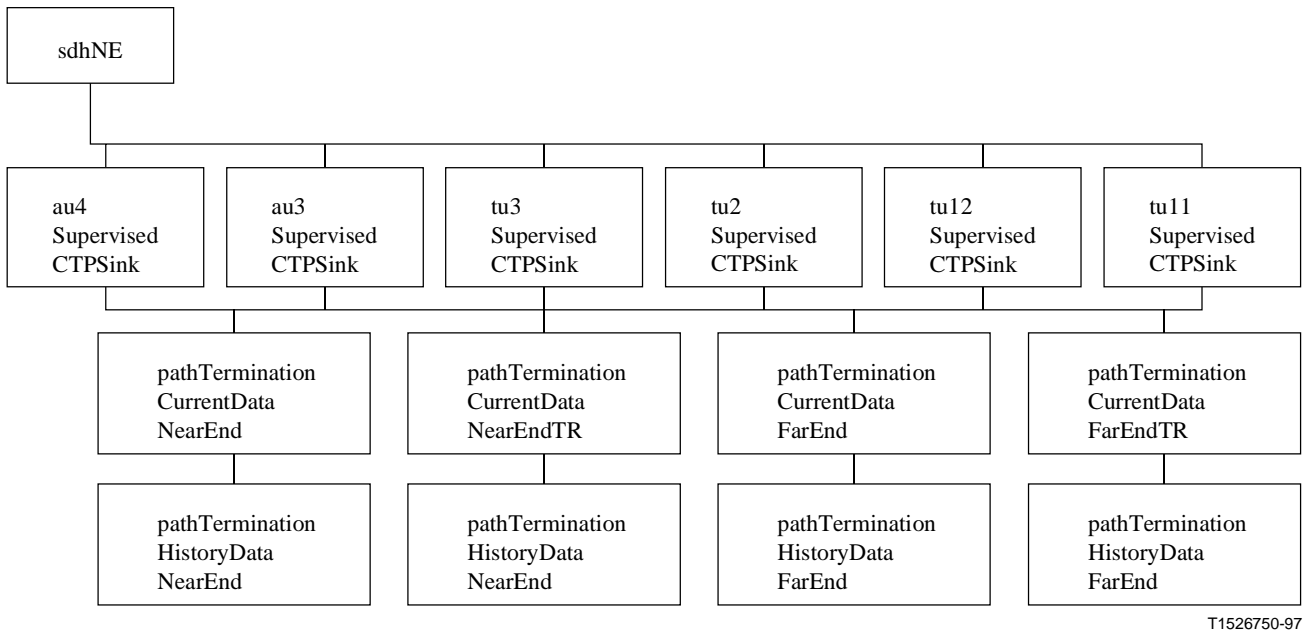 sdhNE
au4
Supervised
CTPSink
au3
Supervised
CTPSink
tu3
Supervised
CTPSink
tu2
Supervised
CTPSink
tu12
Supervised
CTPSink
tu11
Supervised
CTPSink
pathTermination
CurrentData
NearEnd
pathTermination
CurrentData
NearEndTR
pathTermination
CurrentData
FarEnd
pathTermination
CurrentData
FarEndTR
pathTermination
HistoryData
NearEnd
pathTermination
HistoryData
NearEnd
pathTermination
HistoryData
FarEnd
pathTermination
HistoryData
FarEnd
T1526750-97